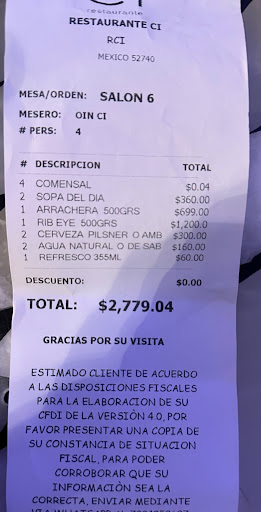 restaurante
RESTAURANTE CI
RCI
MEXICO 52740
MESA/ORDEN: SALON 6
MESERO: OIN CI
# PERS: 4
# DESCRIPCION TOTAL
4 COMENSAL $0.04
2 SOPA DEL DIA $360.00
1 ARRACHERA 500GRS $699.00
1 RIB EYE 500GRS $1,200.0
2 CERVEZA PILSNER O AMB $300.00
2 AGUA NATURAL O DE SAB $160.00
1 REFRESCO 355ML $60.00
DESCUENTO: $0.00
TOTAL: $2,779.04
GRACIAS POR SU VISITA
ESTIMADO CLIENTE DE ACUERDO
A LAS DISPOSICIONES FISCALES
PARA LA ELABORACION DE SU
CFDI DE LA VERSIÓN 4.0, POR
FAVOR PRESENTAR UNA COPIA DE
SU CONSTANCIA DE SITUACION
FISCAL, PARA PODER
CORROBORAR QUE SU
INFORMACIÓN SEA LA
CORRECTA, ENVIAR MEDIANTE